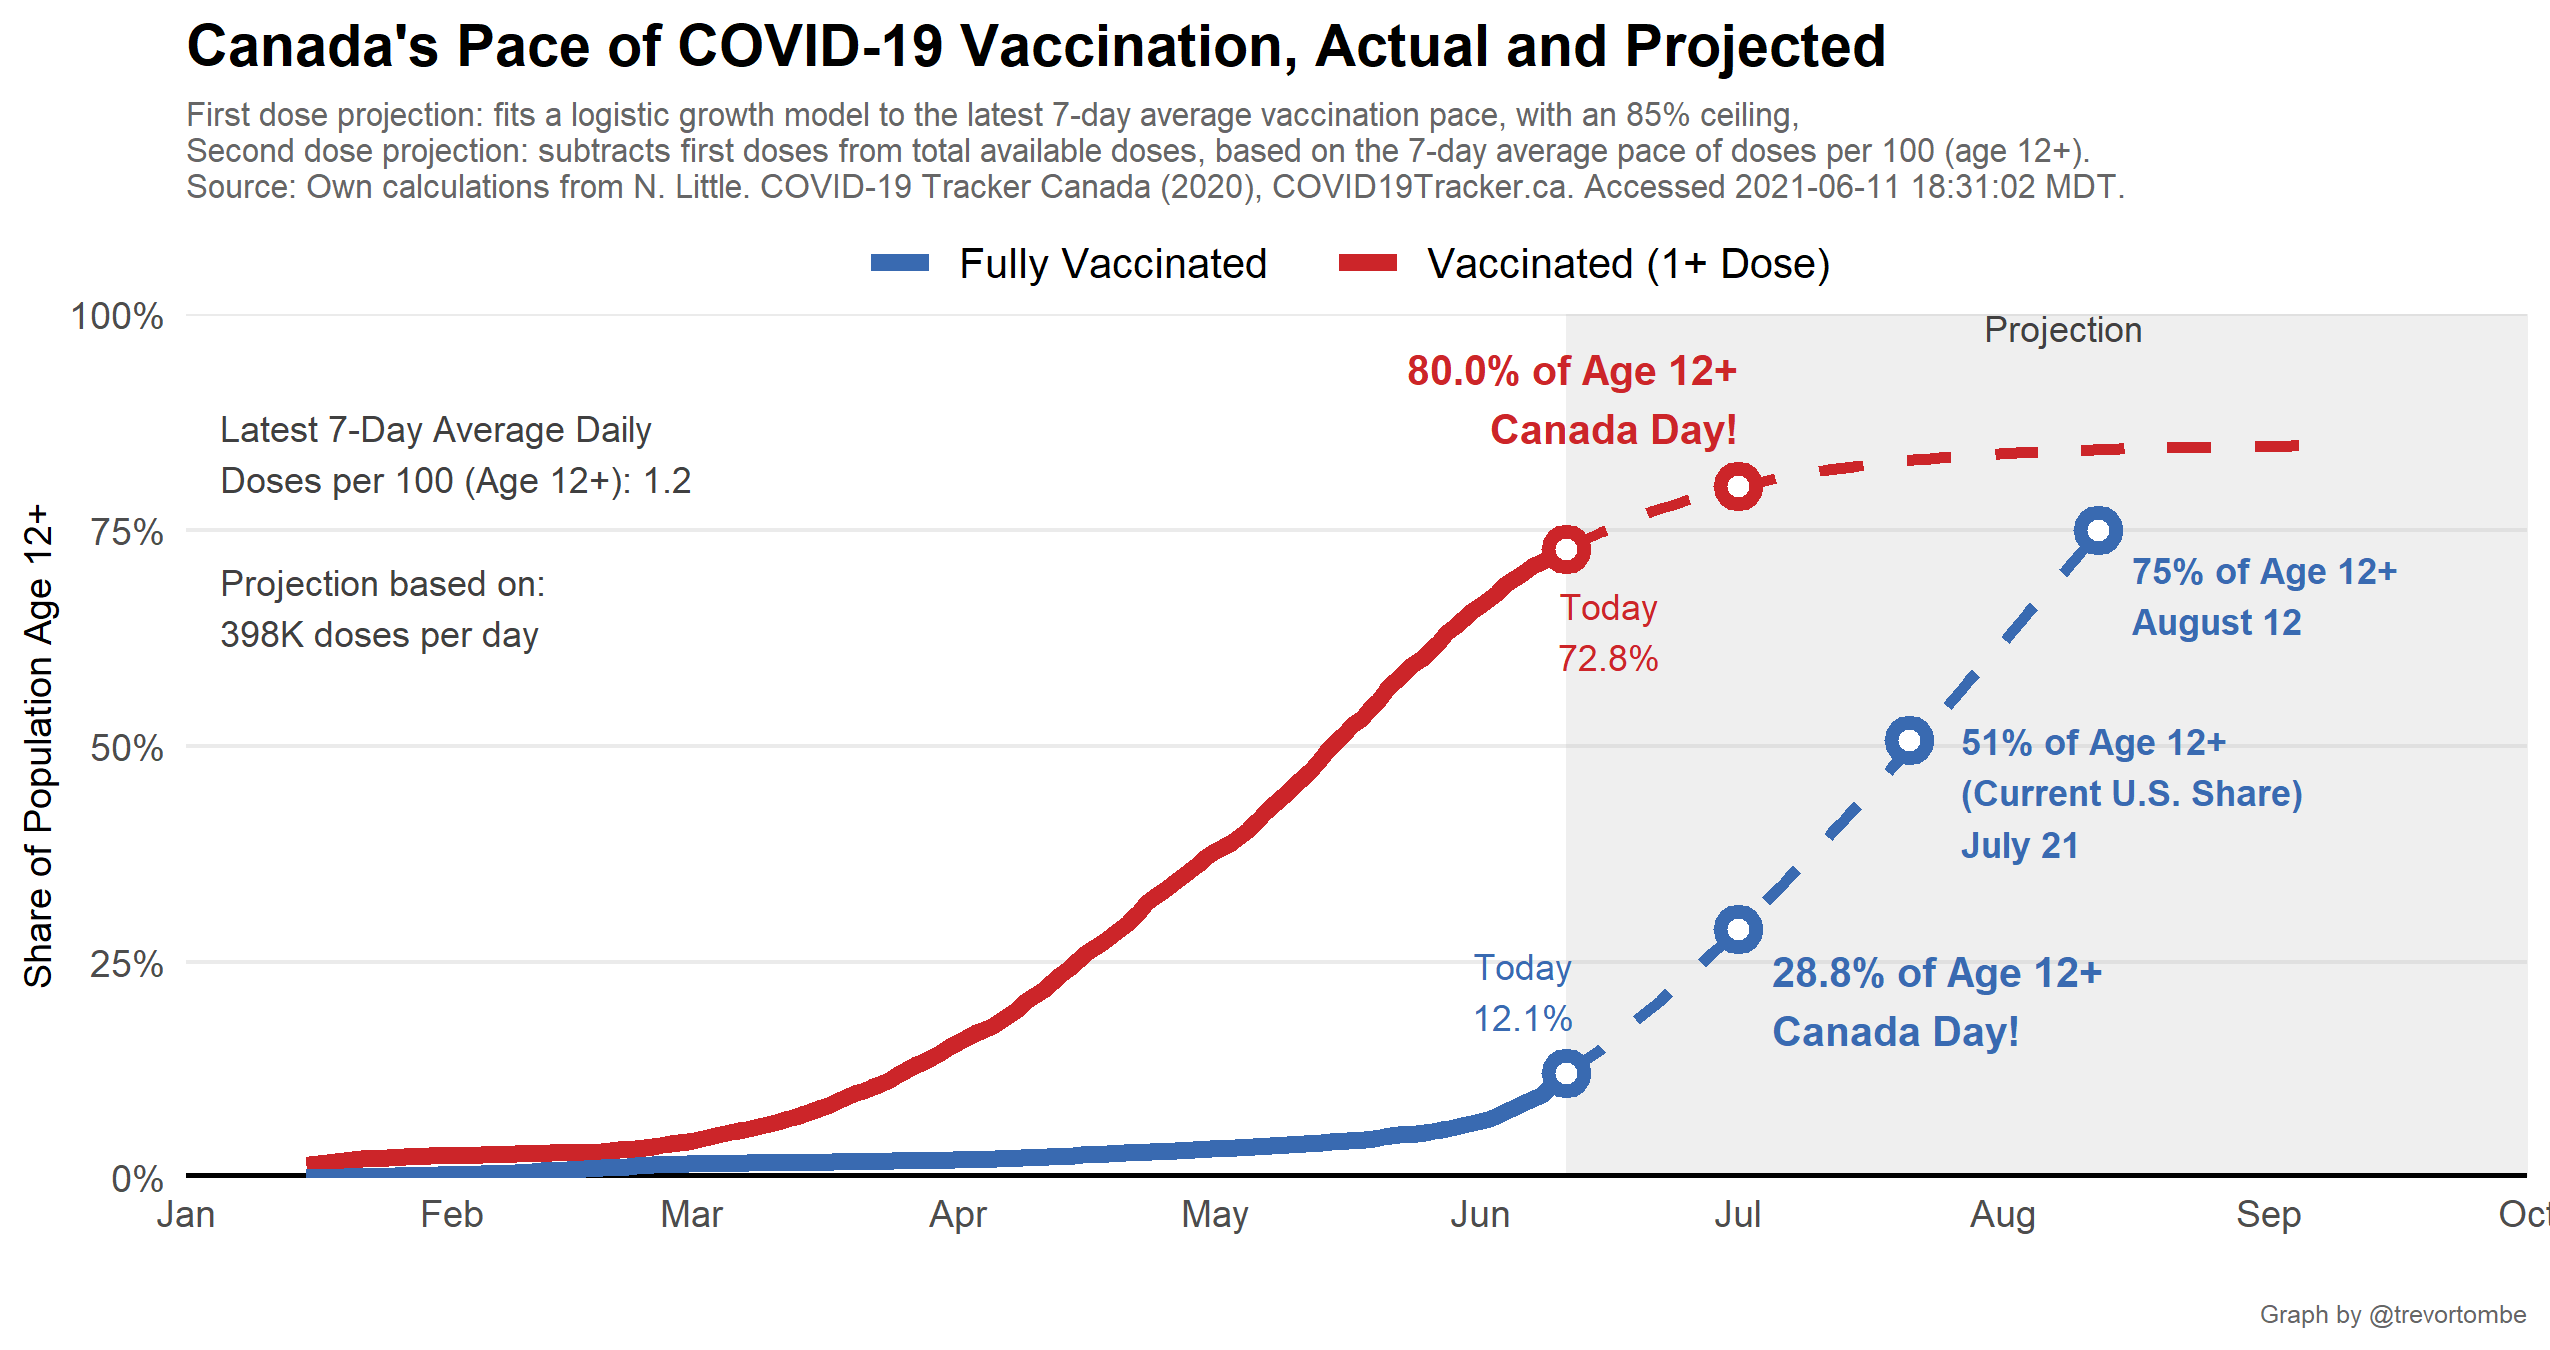 Canada's Pace of COVID-19 Vaccination, Actual and Projected
First dose projection: fits a logistic growth model to the latest 7-day average vaccination pace, with an 85% ceiling,
Second dose projection: subtracts first doses from total available doses, based on the 7-day average pace of doses per 100 (age 12+).
Source: Own calculations from N. Little. COVID-19 Tracker Canada (2020), COVID19Tracker.ca. Accessed 2021-06-11 18:31:02 MDT.
Fully Vaccinated
Vaccinated (1+ Dose)
Share of Population Age 12+
100%
75%
50%
25%
0%
Projection
80.0% of Age 12+
Canada Day!
Latest 7-Day Average Daily
Doses per 100 (Age 12+): 1.2
Projection based on:
398K doses per day
Today
72.8%
75% of Age 12+
August 12
51% of Age 12+
(Current U.S. Share)
July 21
Today
12.1%
28.8% of Age 12+
Canada Day!
Jan
Feb
Mar
Apr
May
Jun
Jul
Aug
Sep
Oct
Graph by @trevortombe